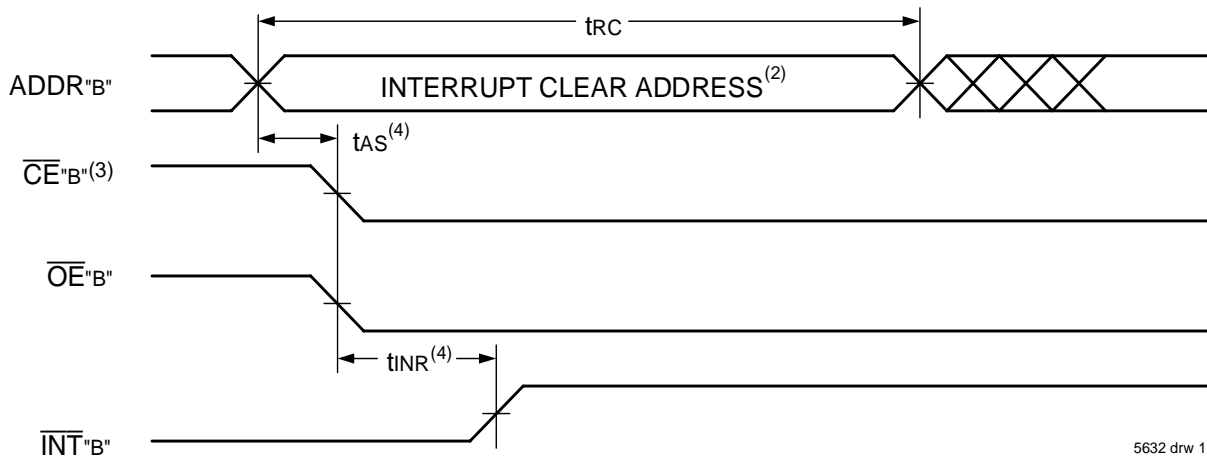 tRC
ADDR"B"
INTERRUPT CLEAR ADDRESS(2)
tAS(4)
CE"B"(3)
OE"B"
tINR(4)
INT"B"
5632 drw 1